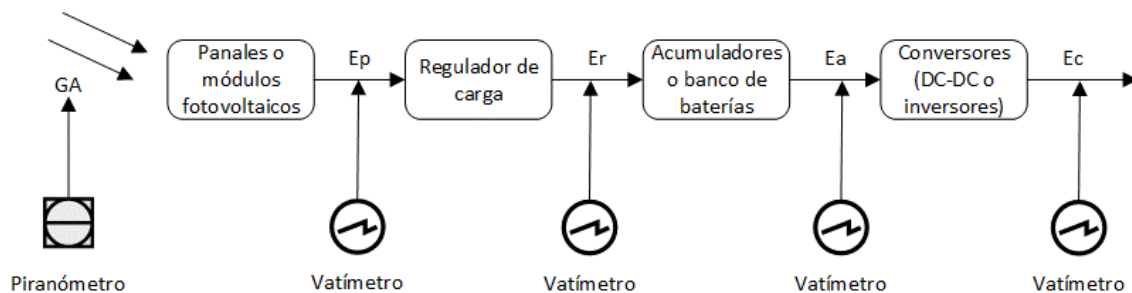 GA
Panales o
módulos
fotovoltaicos
Ep
Regulador de
carga
Er
Acumuladores
o banco de
baterías
Ea
Conversores
(DC-DC o
inversores)
Ec
Piranómetro
Vatímetro
Vatímetro
Vatímetro
Vatímetro